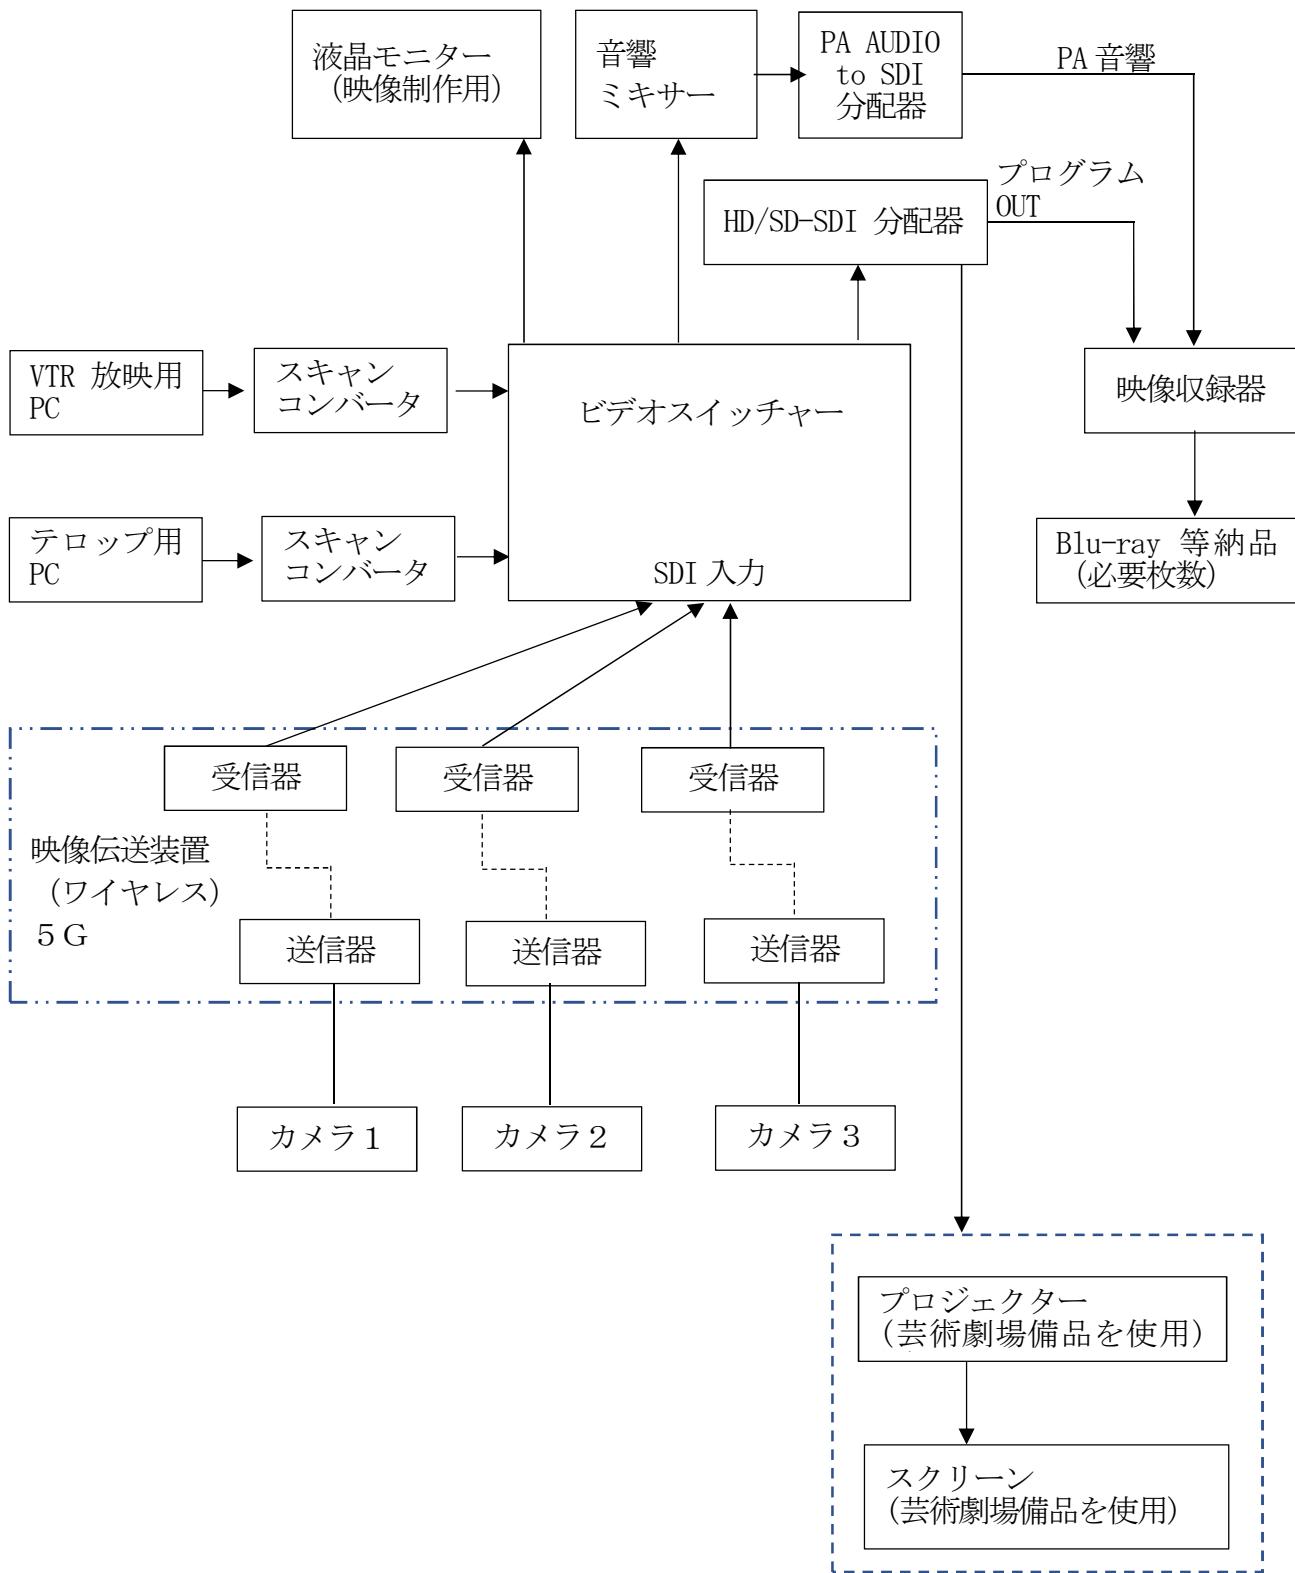 液晶モニター
（映像制作用）
音響
ミキサー
PA AUDIO
to SDI
分配器
PA 音響
HD/SD-SDI 分配器
プログラム
OUT
VTR 放映用
PC
スキャン
コンバータ
ビデオスイッチャー
SDI 入力
映像収録器
テロップ用
PC
スキャン
コンバータ
Blu-ray 等納品
（必要枚数）
受信器
受信器
受信器
映像伝送装置
（ワイヤレス）
５Ｇ
送信器
送信器
送信器
カメラ１
カメラ２
カメラ３
プロジェクター
（芸術劇場備品を使用）
スクリーン
（芸術劇場備品を使用）